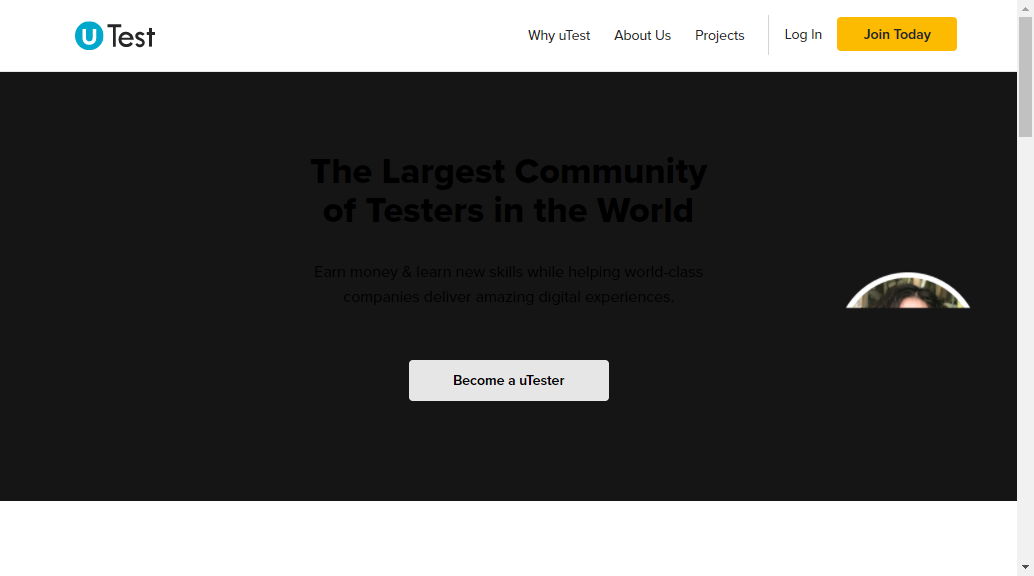 uTest
Why uTest
About Us
Projects
Log In
Join Today
The Largest Community
of Testers in the World
Earn money & learn new skills while helping world-class
companies deliver amazing digital experiences.
Become a uTester